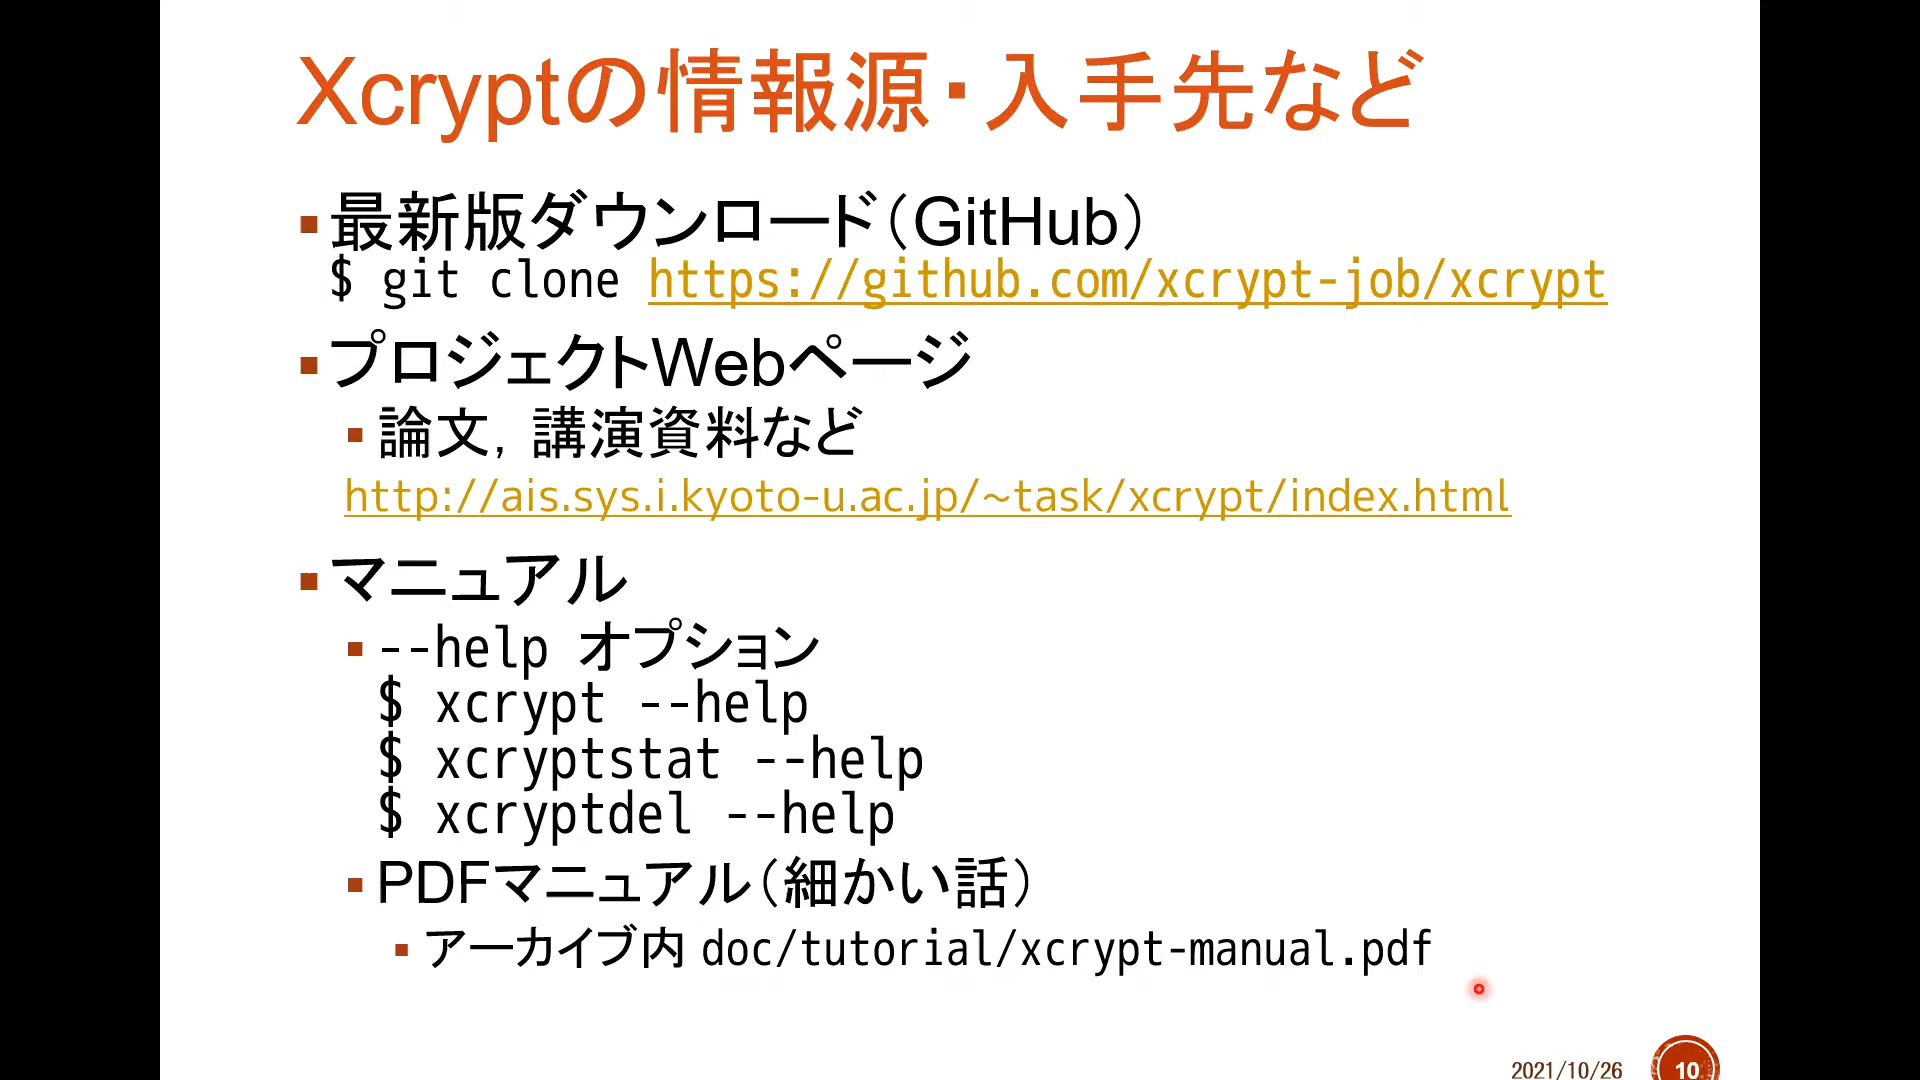 Xcryptの情報源・入手先など
最新版ダウンロード（GitHub）
$ git clone https://github.com/xcrypt-job/xcrypt
プロジェクトWebページ
論文，講演資料など
http://ais.sys.i.kyoto-u.ac.jp/~task/xcrypt/index.html
マニュアル
--help オプション
$ xcrypt --help
$ xcryptstat --help
$ xcryptdel --help
PDFマニュアル（細かい話）
アーカイブ内 doc/tutorial/xcrypt-manual.pdf
2021/10/26
10